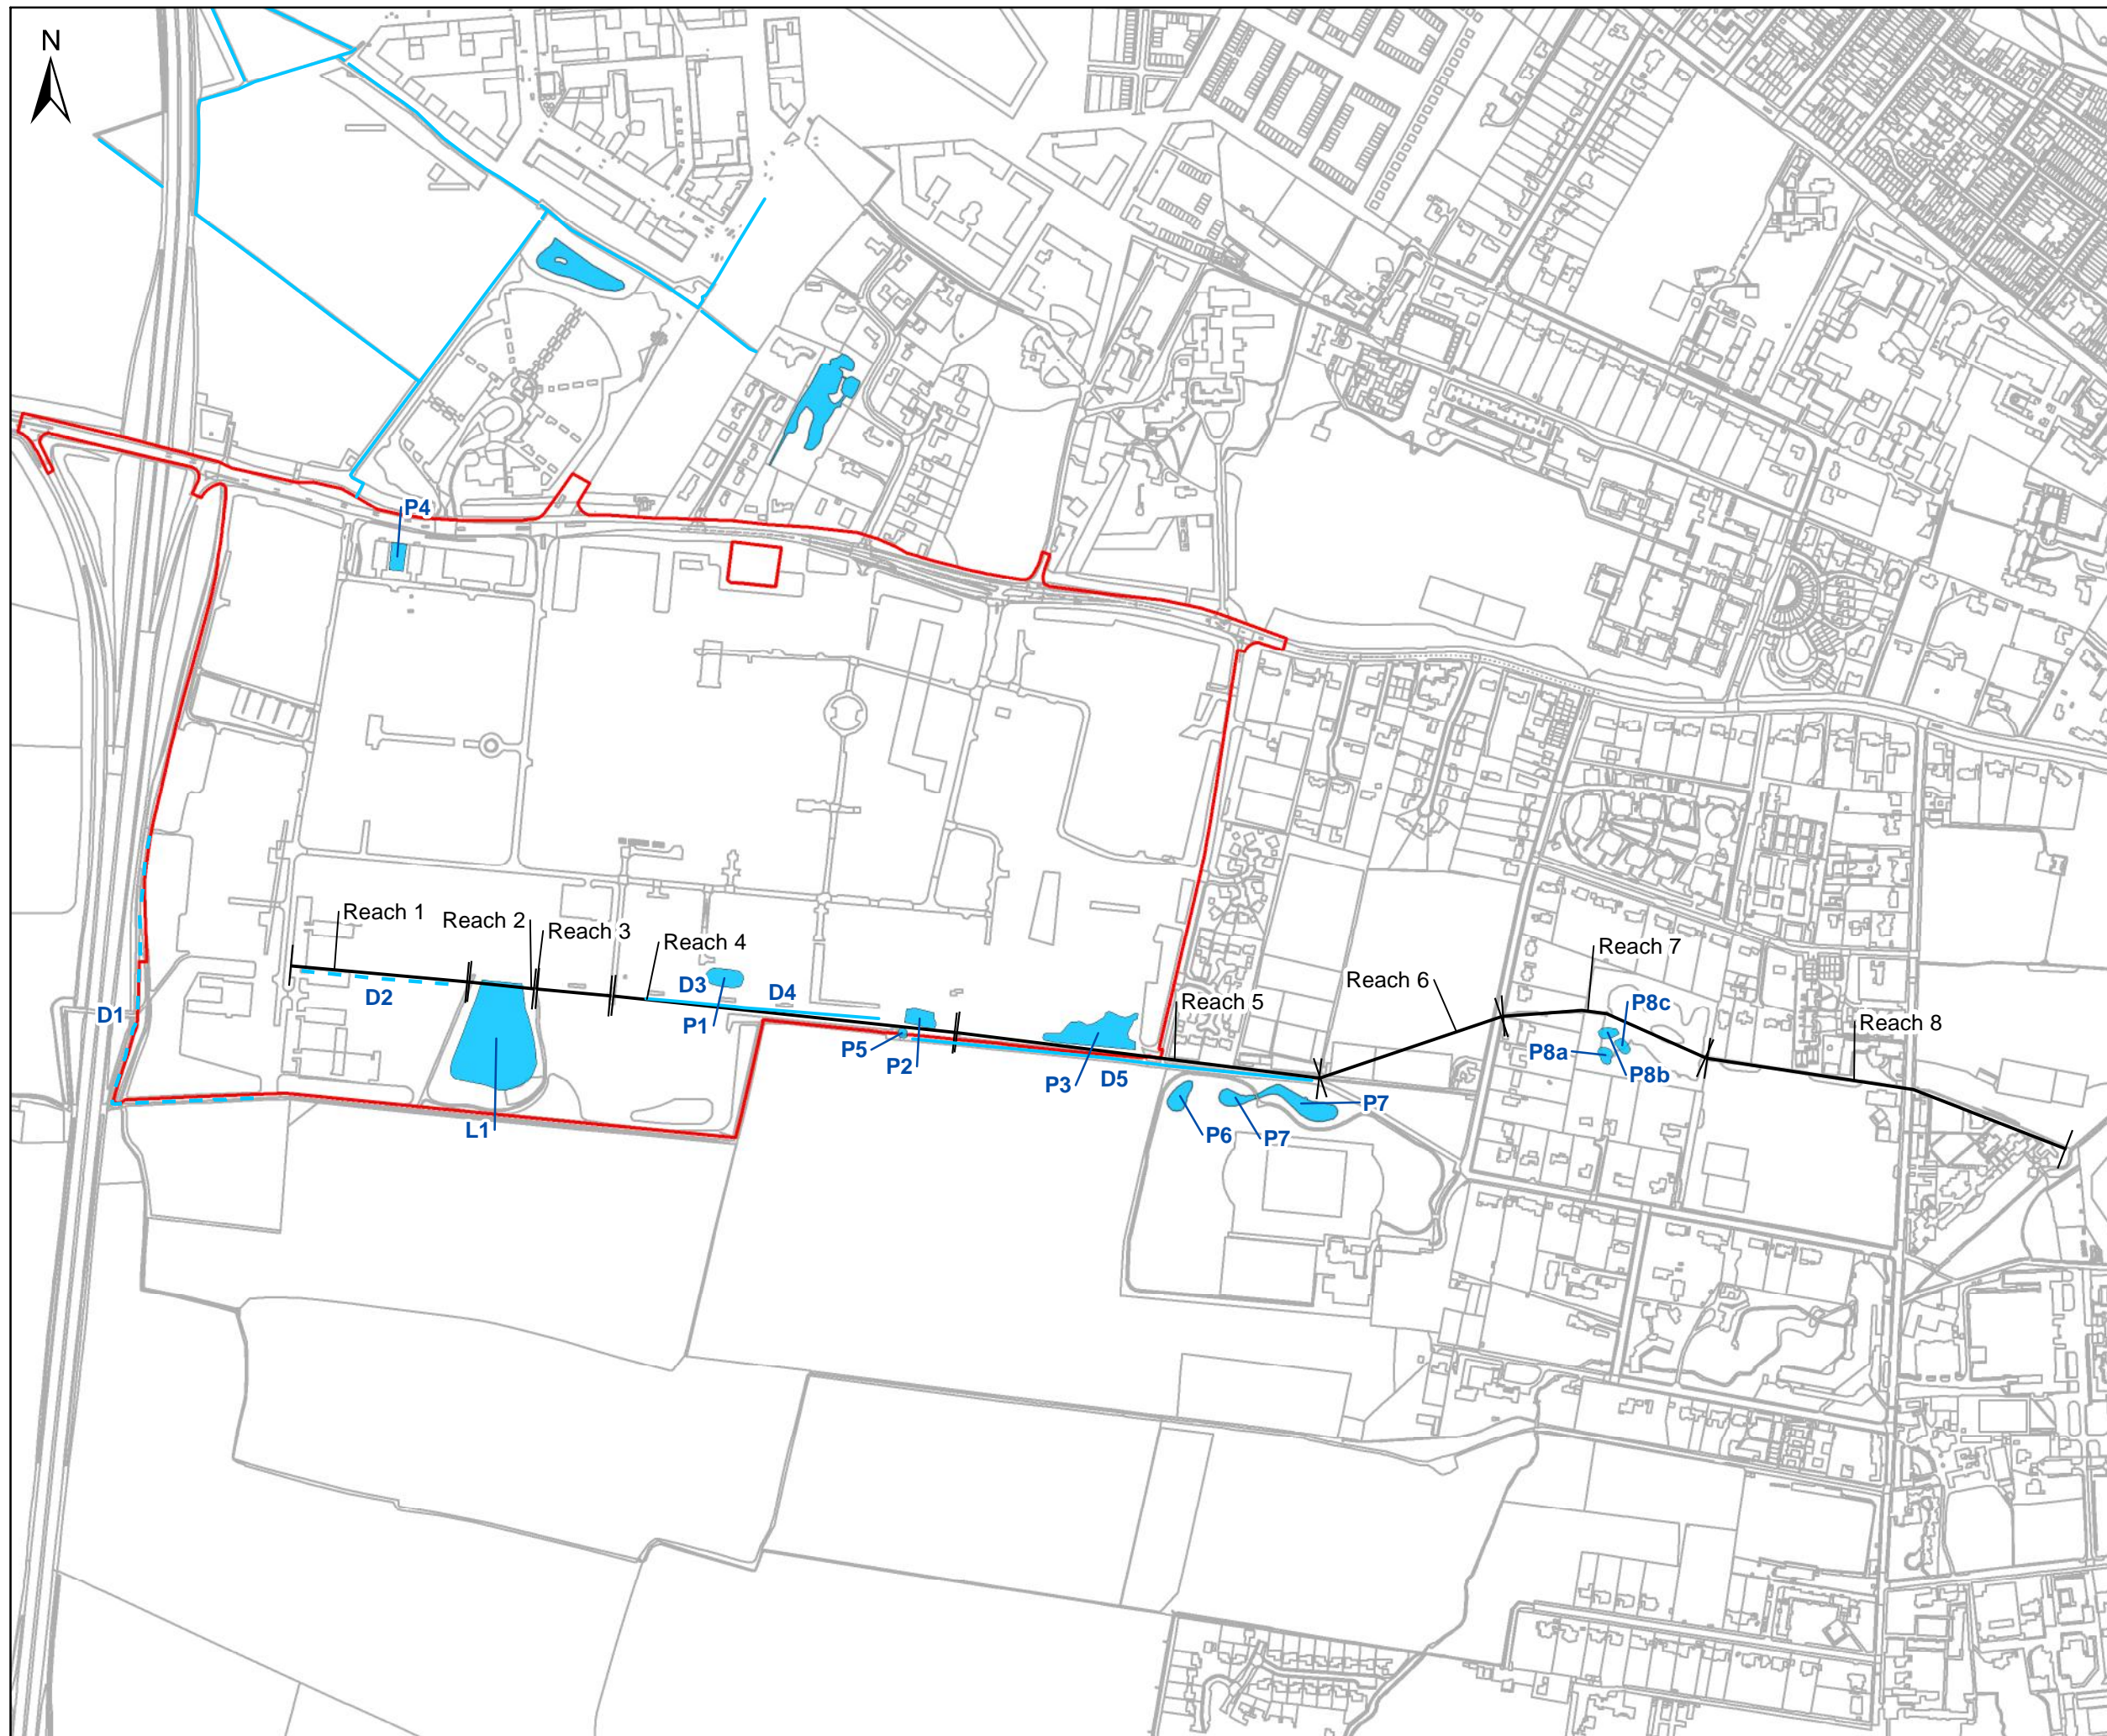 N
P4
Reach 1
Reach 2
Reach 3
Reach 4
Reach 5
Reach 6
Reach 7
Reach 8
D1
D2
D3
D4
P1
P5
P2
P3
D5
L1
P6
P7
P7
P8a
P8c
P8b